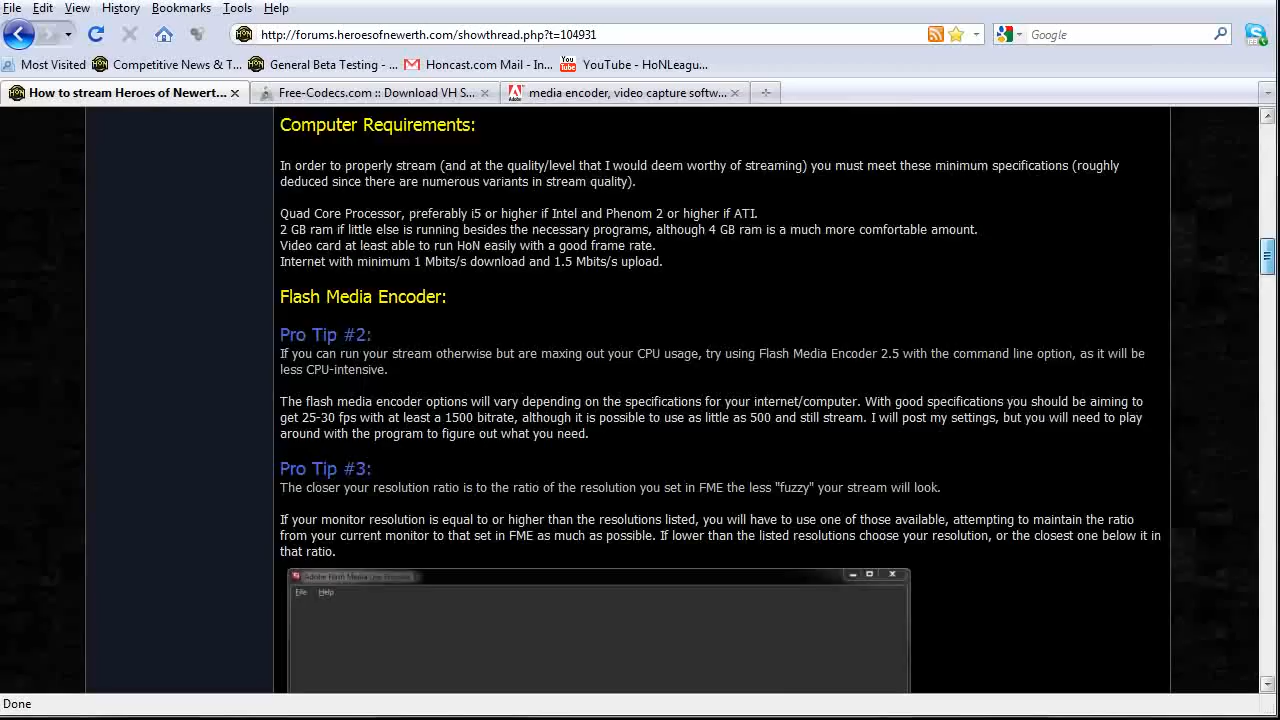 File Edit View History Bookmarks Tools Help
http://forums.heroesofnewerth.com/showthread.php?t=104931
Google
Most Visited Competitive News & T... General Beta Testing - ... Honcast.com Mail - In... YouTube - HoNLeagu...
How to stream Heroes of Newert... Free-Codecs.com :: Download VH S... media encoder, video capture softw...
Computer Requirements:
In order to properly stream (and at the quality/level that I would deem worthy of streaming) you must meet these minimum specifications (roughly
deduced since there are numerous variants in stream quality).
Quad Core Processor, preferably i5 or higher if Intel and Phenom 2 or higher if ATI.
2 GB ram if little else is running besides the necessary programs, although 4 GB ram is a much more comfortable amount.
Video card at least able to run HoN easily with a good frame rate.
Internet with minimum 1 Mbits/s download and 1.5 Mbits/s upload.
Flash Media Encoder:
Pro Tip #2:
If you can run your stream otherwise but are maxing out your CPU usage, try using Flash Media Encoder 2.5 with the command line option, as it will be
less CPU-intensive.
The flash media encoder options will vary depending on the specifications for your internet/computer. With good specifications you should be aiming to
get 25-30 fps with at least a 1500 bitrate, although it is possible to use as little as 500 and still stream. I will post my settings, but you will need to play
around with the program to figure out what you need.
Pro Tip #3:
The closer your resolution ratio is to the ratio of the resolution you set in FME the less "fuzzy" your stream will look.
If your monitor resolution is equal to or higher than the resolutions listed, you will have to use one of those available, attempting to maintain the ratio
from your current monitor to that set in FME as much as possible. If lower than the listed resolutions choose your resolution, or the closest one below it in
that ratio.
Adobe Flash Media Live Encoder
File Help
Done